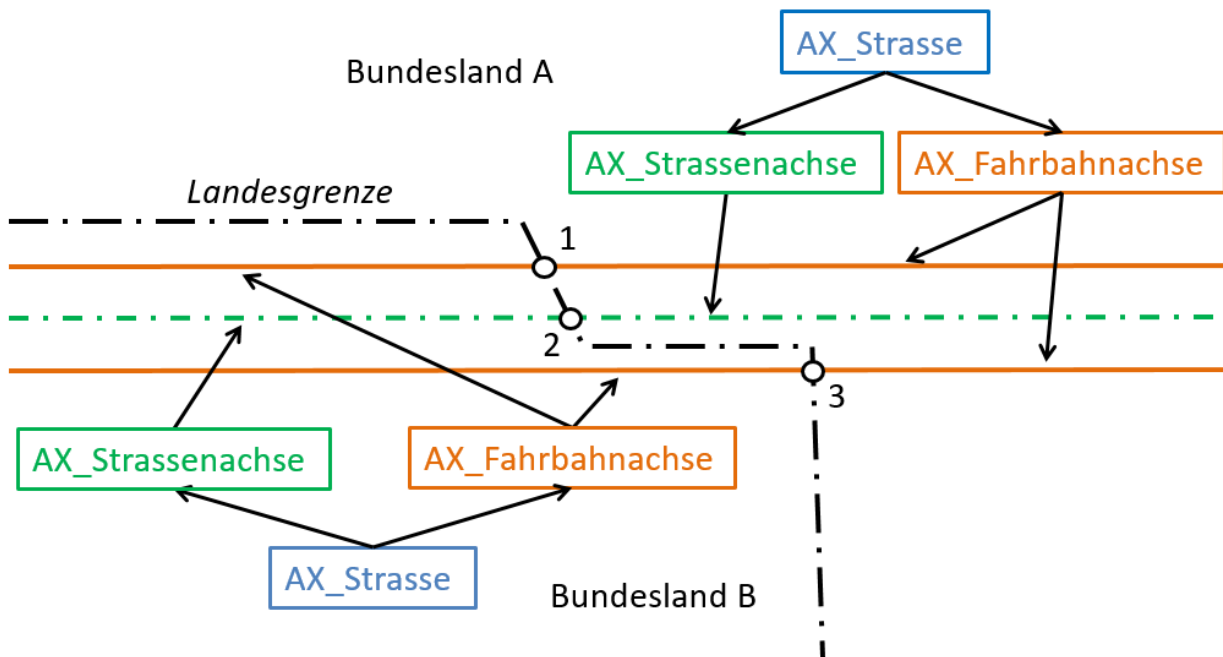 AX_Strasse
Bundesland A
AX_Strassenachse
AX_Fahrbahnachse
Landesgrenze
1
2
3
AX_Strassenachse
AX_Fahrbahnachse
AX_Strasse
Bundesland B